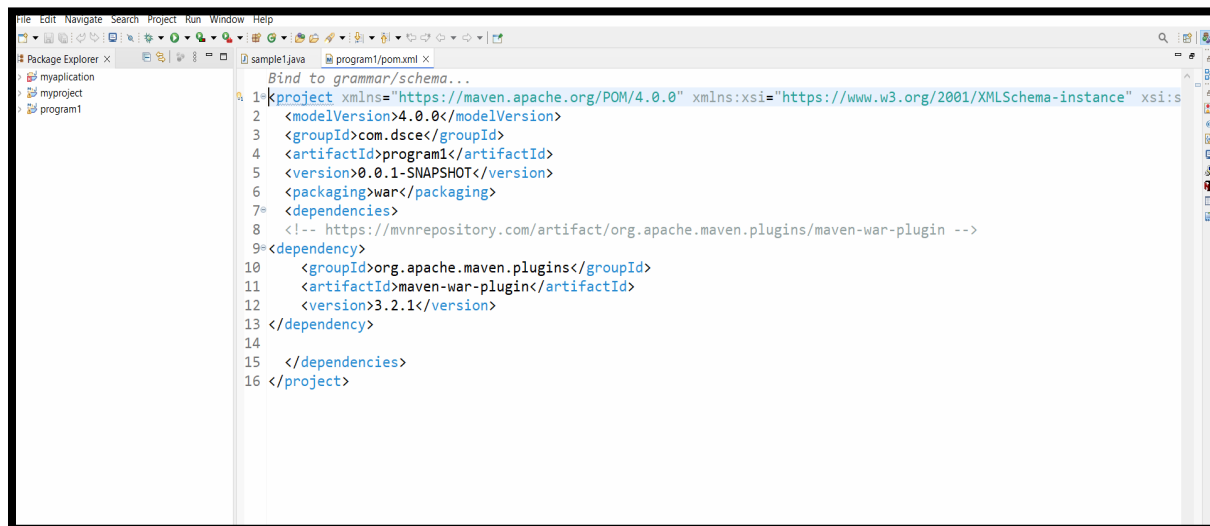 File Edit Navigate Search Project Run Window Help
Package Explorer ×
sample1.java program1/pom.xml ×
myaplication
myproject
program1
Bind to grammar/schema...
1 <project xmlns="https://maven.apache.org/POM/4.0.0" xmlns:xsi="https://www.w3.org/2001/XMLSchema-instance" xsi:s
2 <modelVersion>4.0.0</modelVersion>
3 <groupId>com.dsce</groupId>
4 <artifactId>program1</artifactId>
5 <version>0.0.1-SNAPSHOT</version>
6 <packaging>war</packaging>
7 <dependencies>
8 <!-- https://mvnrepository.com/artifact/org.apache.maven.plugins/maven-war-plugin -->
9 <dependency>
10 <groupId>org.apache.maven.plugins</groupId>
11 <artifactId>maven-war-plugin</artifactId>
12 <version>3.2.1</version>
13 </dependency>
14
15 </dependencies>
16 </project>